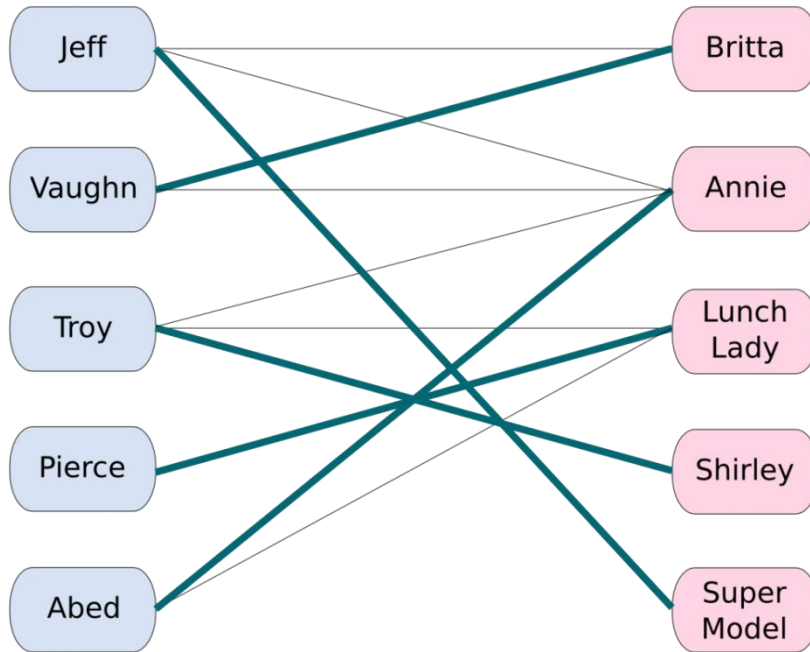 Jeff
Britta
Vaughn
Annie
Troy
Lunch
Lady
Pierce
Shirley
Abed
Super
Model